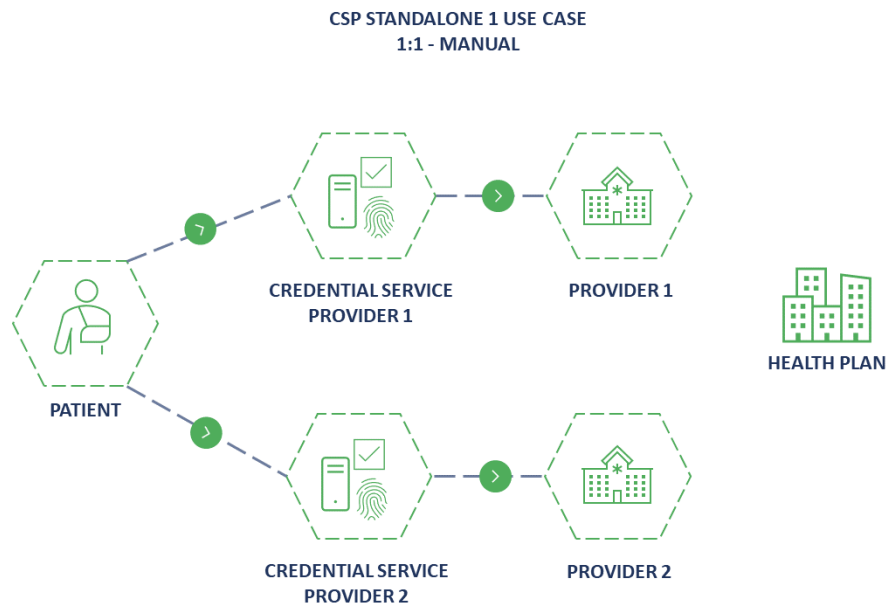 CSP STANDALONE 1 USE CASE
1:1 - MANUAL
CREDENTIAL SERVICE
PROVIDER 1
PROVIDER 1
HEALTH PLAN
PATIENT
CREDENTIAL SERVICE
PROVIDER 2
PROVIDER 2